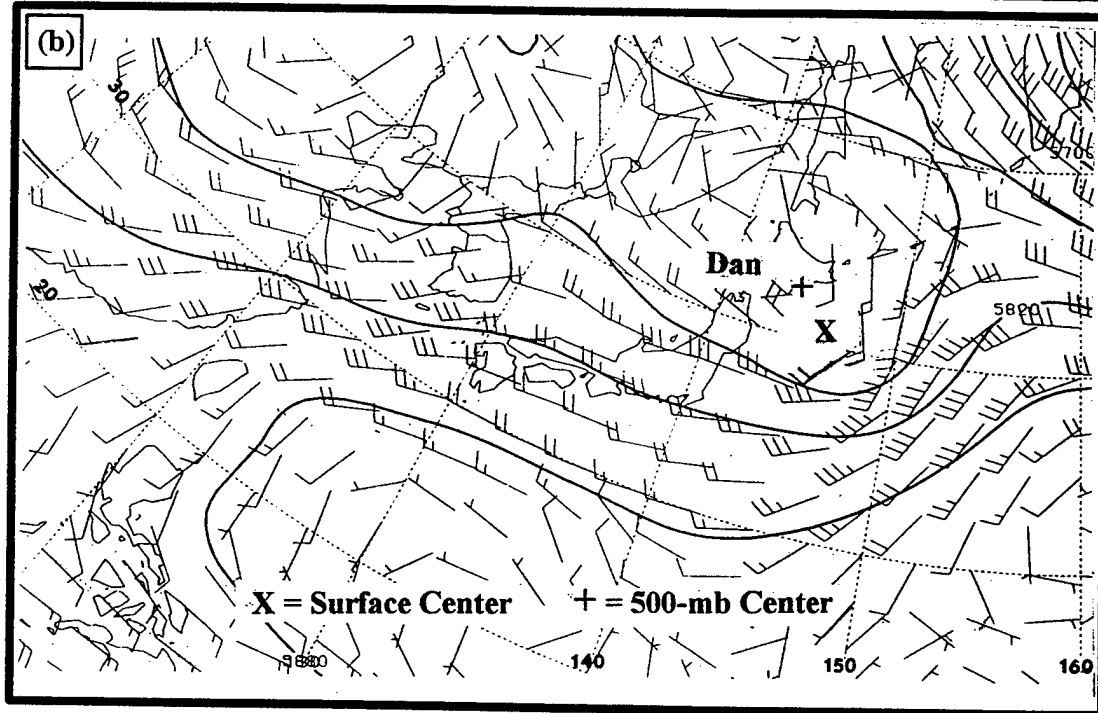 (b)
30
5700
20
Dan
X
5800
X = Surface Center + = 500-mb Center
140 150 160